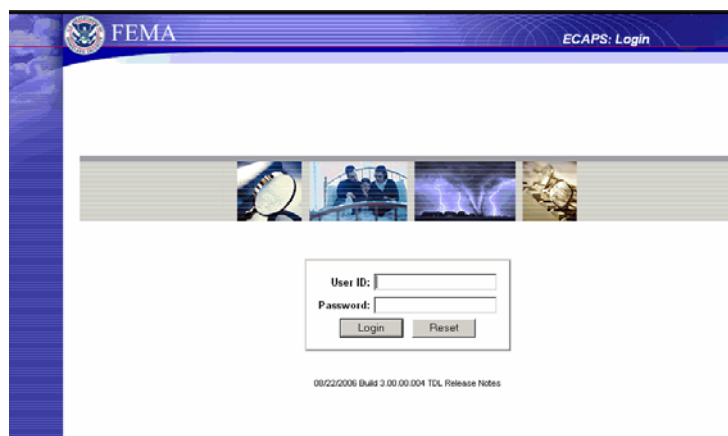 FEMA
ECAPS: Login
User ID:
Password:
Login Reset
08/22/2006 Build 3.00.00.004 TDL Release Notes